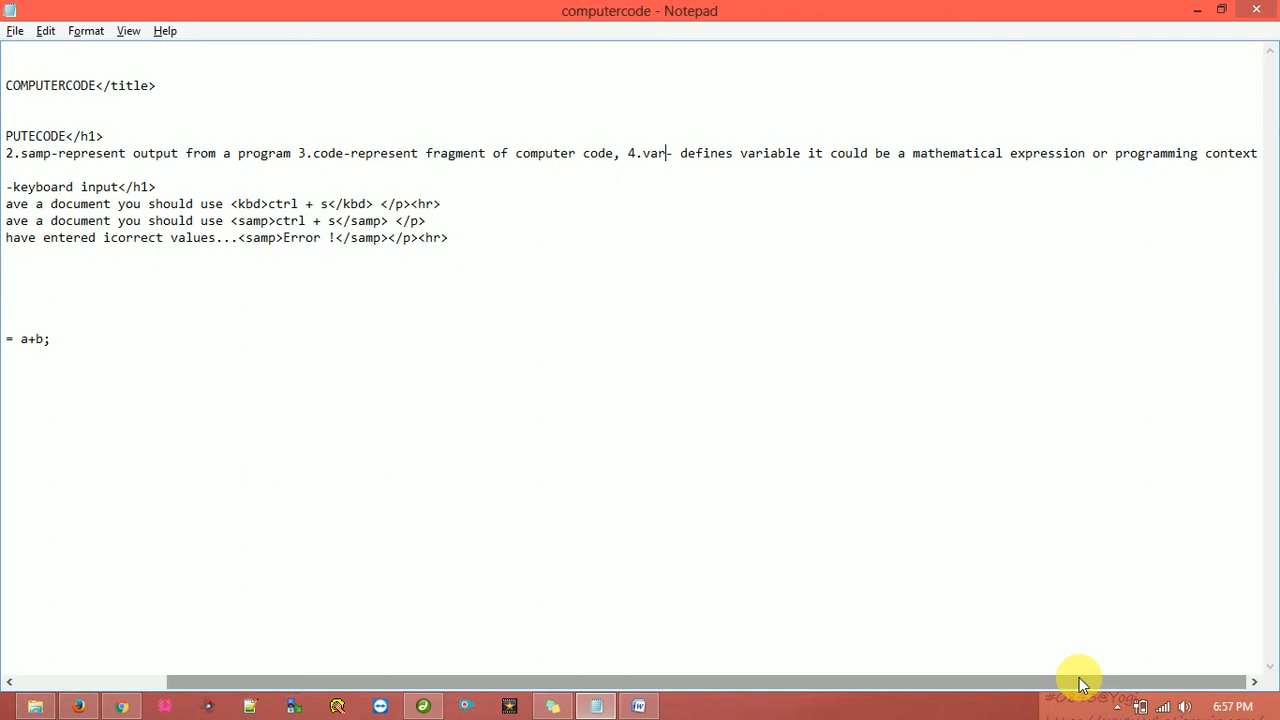 computercode - Notepad
File Edit Format View Help
COMPUTERCODE</title>
PUTECODE</h1>
2.samp-represent output from a program 3.code-represent fragment of computer code, 4.var- defines variable it could be a mathematical expression or programming context
-keyboard input</h1>
ave a document you should use <kbd>ctrl + s</kbd> </p><hr>
ave a document you should use <samp>ctrl + s</samp> </p>
have entered icorrect values...<samp>Error !</samp></p><hr>
= a+b;
6:57 PM